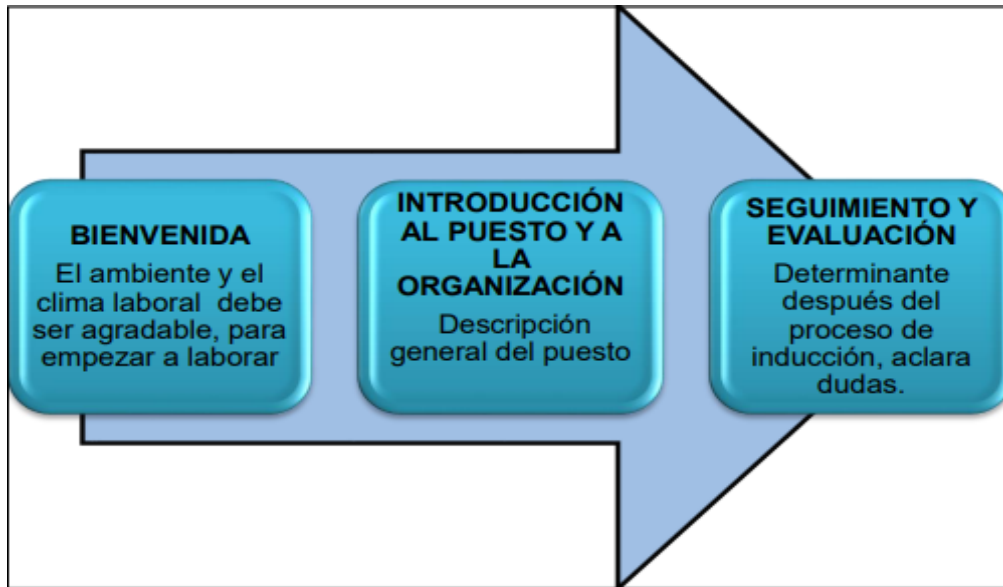 BIENVENIDA
El ambiente y el
clima laboral debe
ser agradable, para
empezar a laborar
INTRODUCCIÓN
AL PUESTO Y A
LA
ORGANIZACIÓN
Descripción
general del puesto
SEGUIMIENTO Y
EVALUACIÓN
Determinante
después del
proceso de
inducción, aclara
dudas.